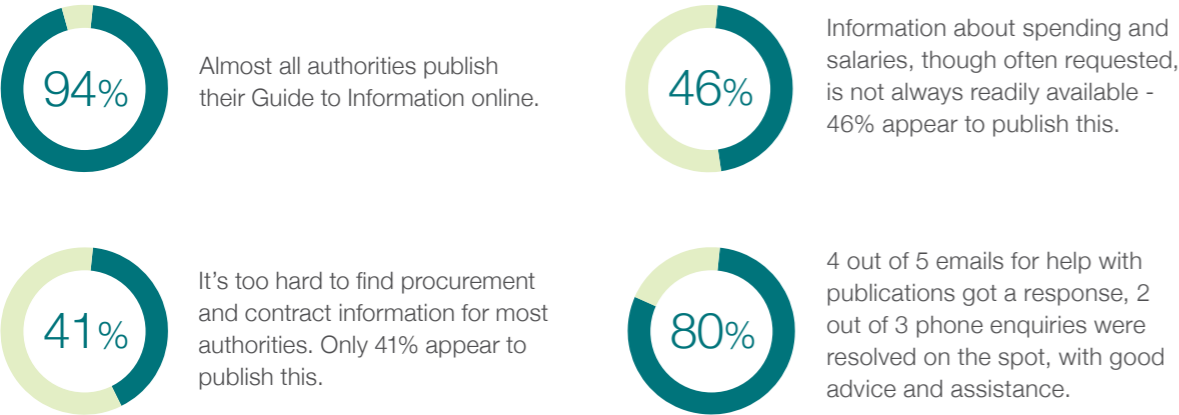 94%
Almost all authorities publish
their Guide to Information online.
46%
Information about spending and
salaries, though often requested,
is not always readily available -
46% appear to publish this.
41%
It's too hard to find procurement
and contract information for most
authorities. Only 41% appear to
publish this.
80%
4 out of 5 emails for help with
publications got a response, 2
out of 3 phone enquiries were
resolved on the spot, with good
advice and assistance.